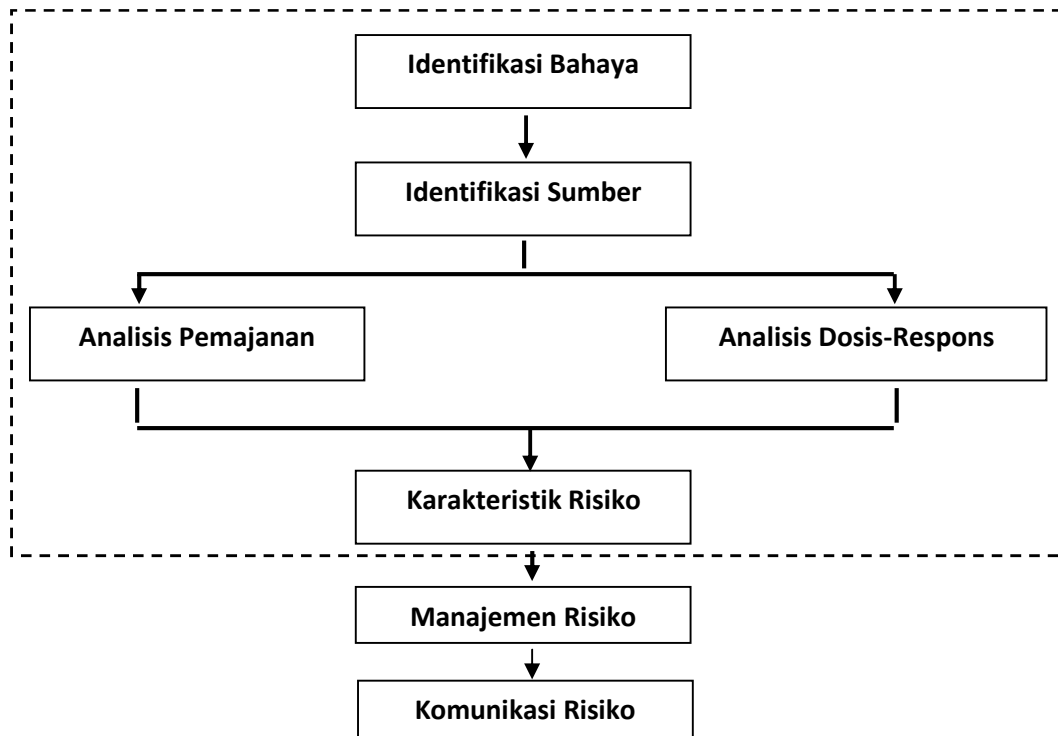 Identifikasi Bahaya
Identifikasi Sumber
Analisis Pemajanan
Analisis Dosis-Respons
Karakteristik Risiko
Manajemen Risiko
Komunikasi Risiko